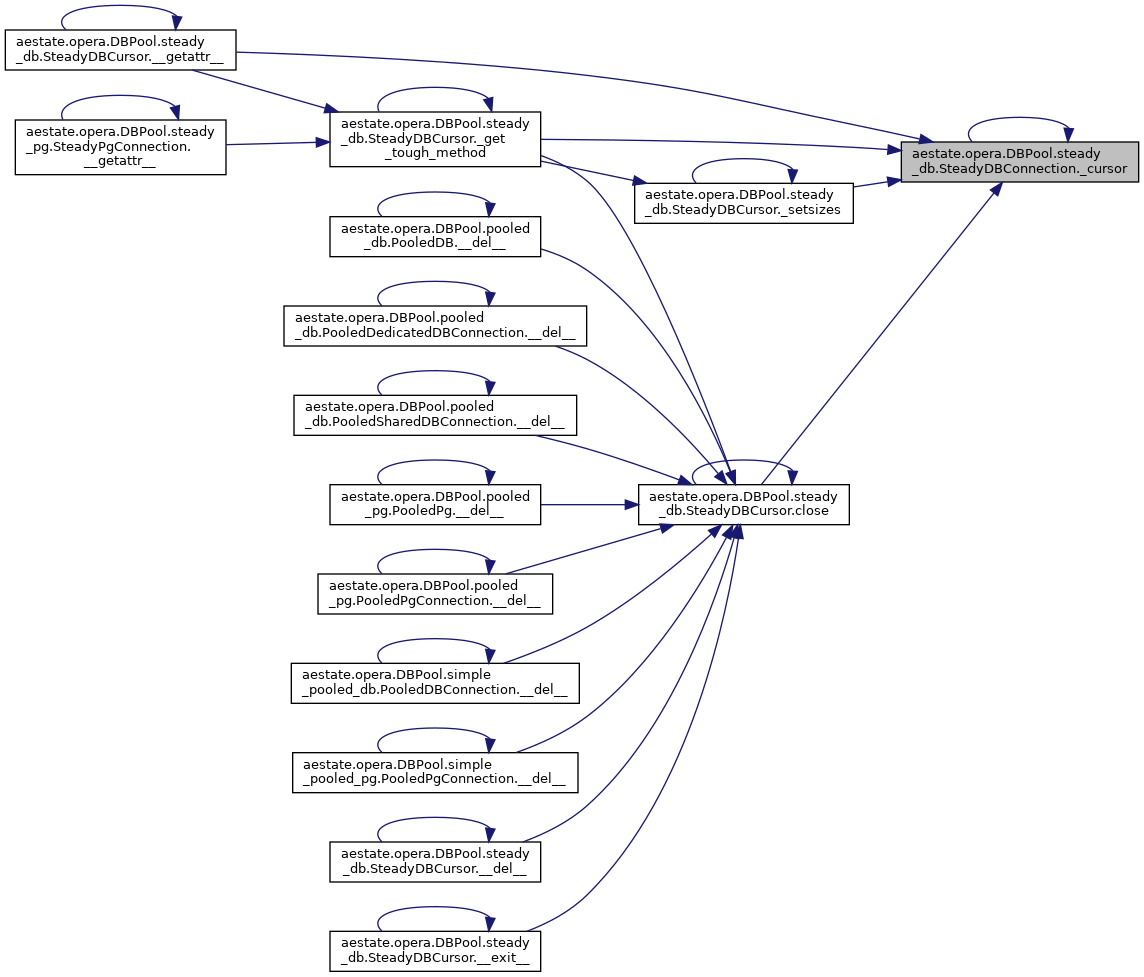 aestate.opera.DBPool.steady
_db.SteadyDBCursor.__getattr__
aestate.opera.DBPool.steady
_pg.SteadyPgConnection.
__getattr__
aestate.opera.DBPool.steady
_db.SteadyDBCursor._get
_tough_method
aestate.opera.DBPool.steady
_db.SteadyDBConnection._cursor
aestate.opera.DBPool.steady
_db.SteadyDBCursor._setsizes
aestate.opera.DBPool.pooled
_db.PooledDB.__del__
aestate.opera.DBPool.pooled
_db.PooledDedicatedDBConnection.__del__
aestate.opera.DBPool.pooled
_db.PooledSharedDBConnection.__del__
aestate.opera.DBPool.pooled
_pg.PooledPg.__del__
aestate.opera.DBPool.steady
_db.SteadyDBCursor.close
aestate.opera.DBPool.pooled
_pg.PooledPgConnection.__del__
aestate.opera.DBPool.simple
_pooled_db.PooledDBConnection.__del__
aestate.opera.DBPool.simple
_pooled_pg.PooledPgConnection.__del__
aestate.opera.DBPool.steady
_db.SteadyDBCursor.__del__
aestate.opera.DBPool.steady
_db.SteadyDBCursor.__exit__